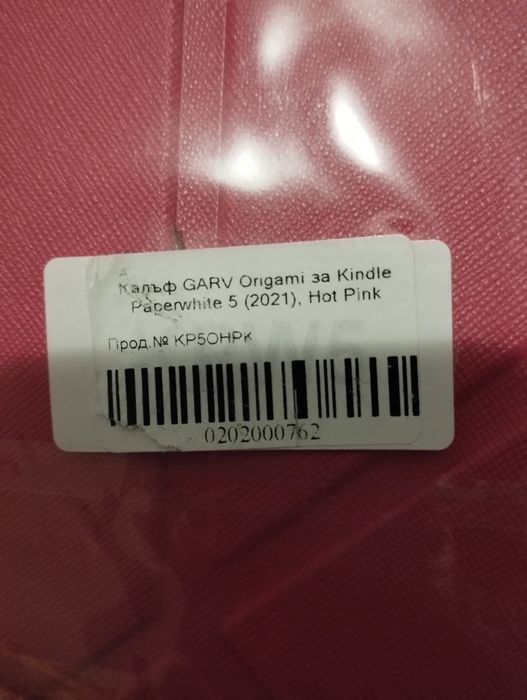 Калъф GARV Origami за Kindle
Paperwhite 5 (2021), Hot Pink
Прод.№ KP5OHPK
0202000762